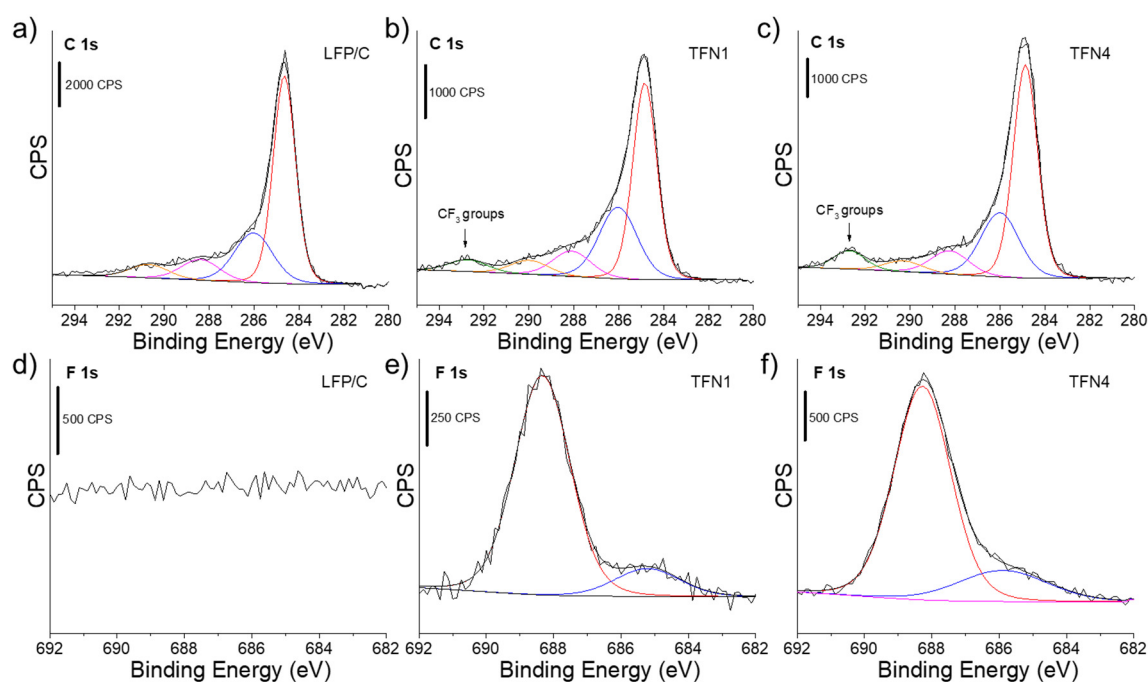 a)
C 1s
LFP/C
2000 CPS
CPS
294 292 290 288 286 284 282 280
Binding Energy (eV)
b)
C 1s
TFN1
1000 CPS
CF₃ groups
CPS
294 292 290 288 286 284 282 280
Binding Energy (eV)
c)
C 1s
TFN4
1000 CPS
CF₃ groups
CPS
294 292 290 288 286 284 282 280
Binding Energy (eV)
d)
F 1s
LFP/C
500 CPS
CPS
692 690 688 686 684 682
Binding Energy (eV)
e)
F 1s
TFN1
250 CPS
CPS
692 690 688 686 684 682
Binding Energy (eV)
f)
F 1s
TFN4
500 CPS
CPS
692 690 688 686 684 682
Binding Energy (eV)